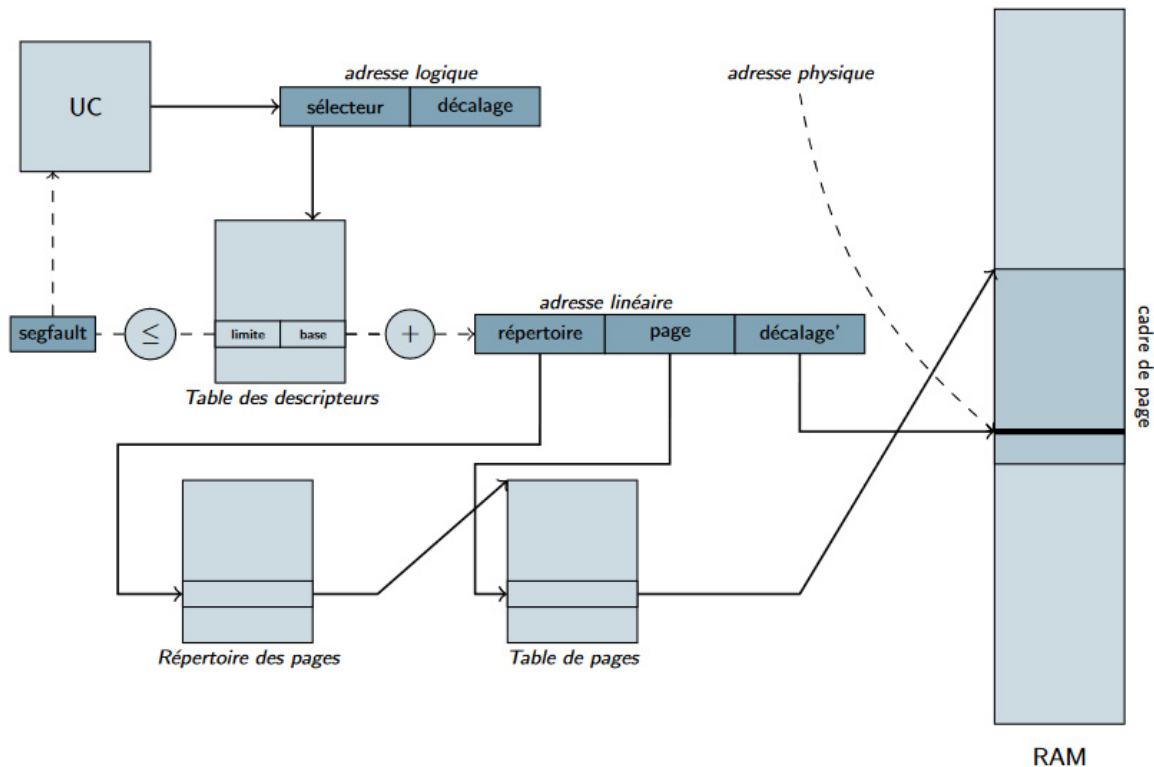 adresse logique
adresse physique
UC
sélecteur
décalage
adresse linéaire
segfault
≤
limite
base
+
répertoire
page
décalage'
cadre de page
Table des descripteurs
Répertoire des pages
Table de pages
RAM